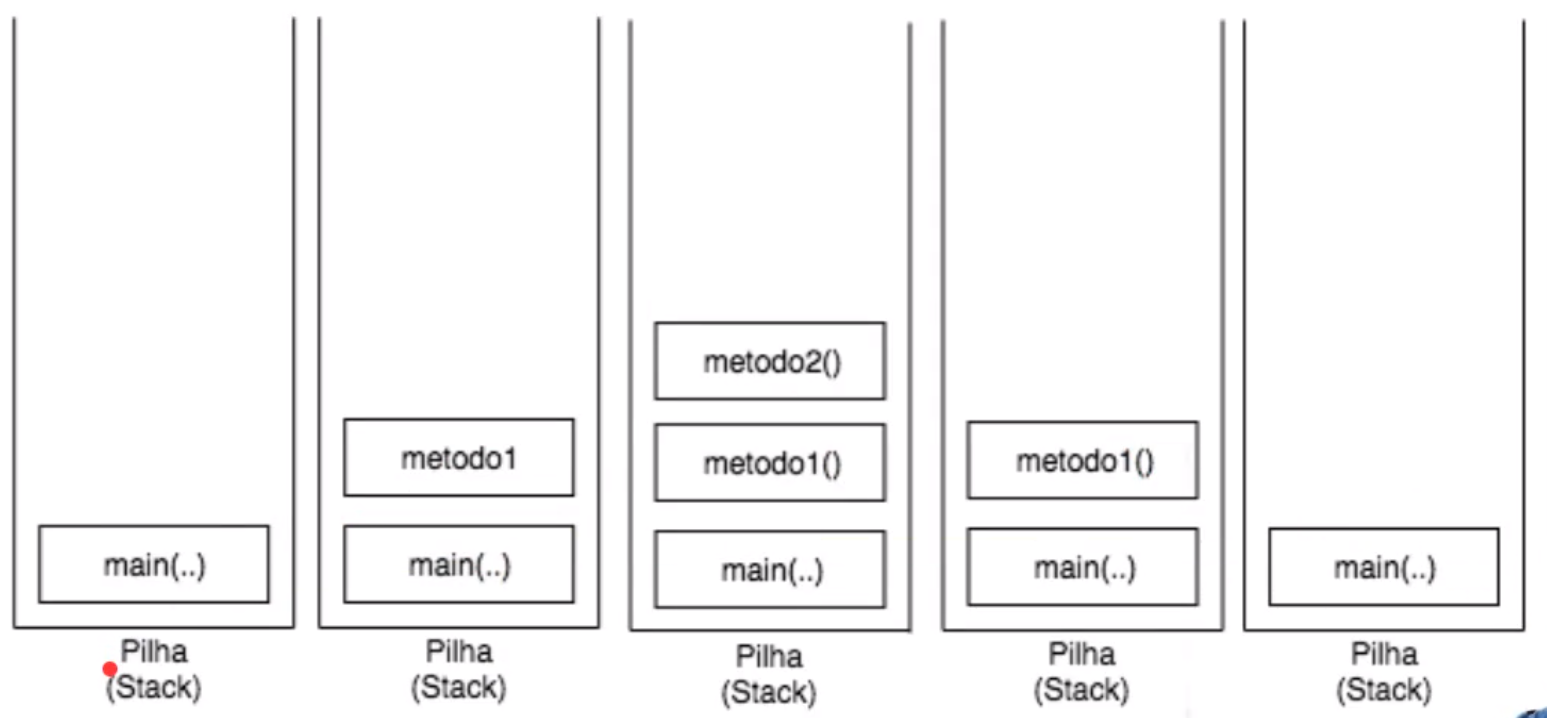 main(..)
Pilha
(Stack)
metodo1
main(..)
Pilha
(Stack)
metodo2()
metodo1()
main(..)
Pilha
(Stack)
metodo1()
main(..)
Pilha
(Stack)
main(..)
Pilha
(Stack)